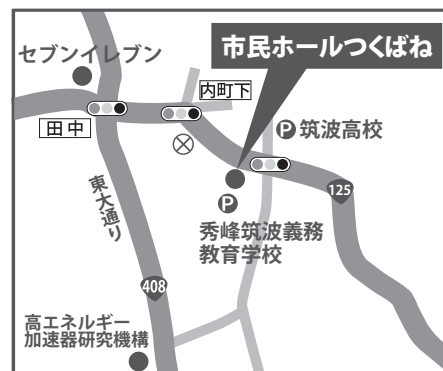 市民ホールつくばね
セブンイレブン
内町下
田中
P 筑波高校
東大通り
P
125
秀峰筑波義務
教育学校
408
高エネルギー
加速器研究機構